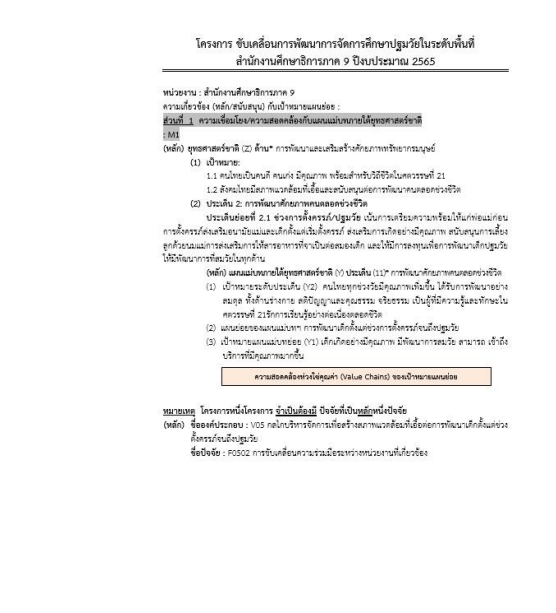 โครงการ ขับเคลื่อนการพัฒนาการจัดการศึกษาปฐมวัยในระดับพื้นที่
สำนักงานศึกษาธิการภาค 9 ปีงบประมาณ 2565
หน่วยงาน : สำนักงานศึกษาธิการภาค 9
ความเกี่ยวข้อง (หลัก/สนับสนุน) กับเป้าหมายแผนย่อย :
ส่วนที่ 1 ความเชื่อมโยง/ความสอดคล้องกับแผนแม่บทภายใต้ยุทธศาสตร์ชาติ
: M1
(หลัก) ยุทธศาสตร์ชาติ (Z) ด้าน* การพัฒนาและเสริมสร้างศักยภาพทรัพยากรมนุษย์
(1) เป้าหมาย:
1.1 คนไทยเป็นคนดี คนเก่ง มีคุณภาพ พร้อมสำหรับวิถีชีวิตในศตวรรษที่ 21
1.2 สังคมไทยมีสภาพแวดล้อมที่เอื้อและสนับสนุนต่อการพัฒนาคนตลอดช่วงชีวิต
(2) ประเด็น 2: การพัฒนาศักยภาพคนตลอดช่วงชีวิต
ประเด็นย่อยที่ 2.1 ช่วงการตั้งครรภ์/ปฐมวัย เน้นการเตรียมความพร้อมให้แก่พ่อแม่ก่อน
การตั้งครรภ์ส่งเสริมอนามัยแม่และเด็กตั้งแต่เริ่มตั้งครรภ์ ส่งเสริมการเกิดอย่างมีคุณภาพ สนับสนุนการเลี้ยง
ลูกด้วยนมแม่การส่งเสริมการให้สารอาหารที่จำเป็นต่อสมองเด็ก และให้มีการลงทุนเพื่อการพัฒนาเด็กปฐมวัย
ให้มีพัฒนาการที่สมวัยในทุกด้าน
(หลัก) แผนแม่บทภายใต้ยุทธศาสตร์ชาติ (Y) ประเด็น (11)* การพัฒนาศักยภาพคนตลอดช่วงชีวิต
(1) เป้าหมายระดับประเด็น (Y2) คนไทยทุกช่วงวัยมีคุณภาพเพิ่มขึ้น ได้รับการพัฒนาอย่าง
สมดุล ทั้งด้านร่างกาย สติปัญญาและคุณธรรม จริยธรรม เป็นผู้ที่มีความรู้และทักษะใน
ศตวรรษที่ 21รักการเรียนรู้อย่างต่อเนื่องตลอดชีวิต
(2) แผนย่อยของแผนแม่บทฯ การพัฒนาเด็กตั้งแต่ช่วงการตั้งครรภ์จนถึงปฐมวัย
(3) เป้าหมายแผนแม่บทย่อย (Y1) เด็กเกิดอย่างมีคุณภาพ มีพัฒนาการสมวัย สามารถ เข้าถึง
บริการที่มีคุณภาพมากขึ้น
ความสอดคล้องห่วงโซ่คุณค่า (Value Chains) ของเป้าหมายแผนย่อย
หมายเหตุ โครงการหนึ่งโครงการ จำเป็นต้องมี ปัจจัยที่เป็นหลักหนึ่งปัจจัย
(หลัก) ชื่อองค์ประกอบ : V05 กลไกบริหารจัดการเพื่อสร้างสภาพแวดล้อมที่เอื้อต่อการพัฒนาเด็กตั้งแต่ช่วง
ตั้งครรภ์จนถึงปฐมวัย
ชื่อปัจจัย : F0502 การขับเคลื่อนความร่วมมือระหว่างหน่วยงานที่เกี่ยวข้อง